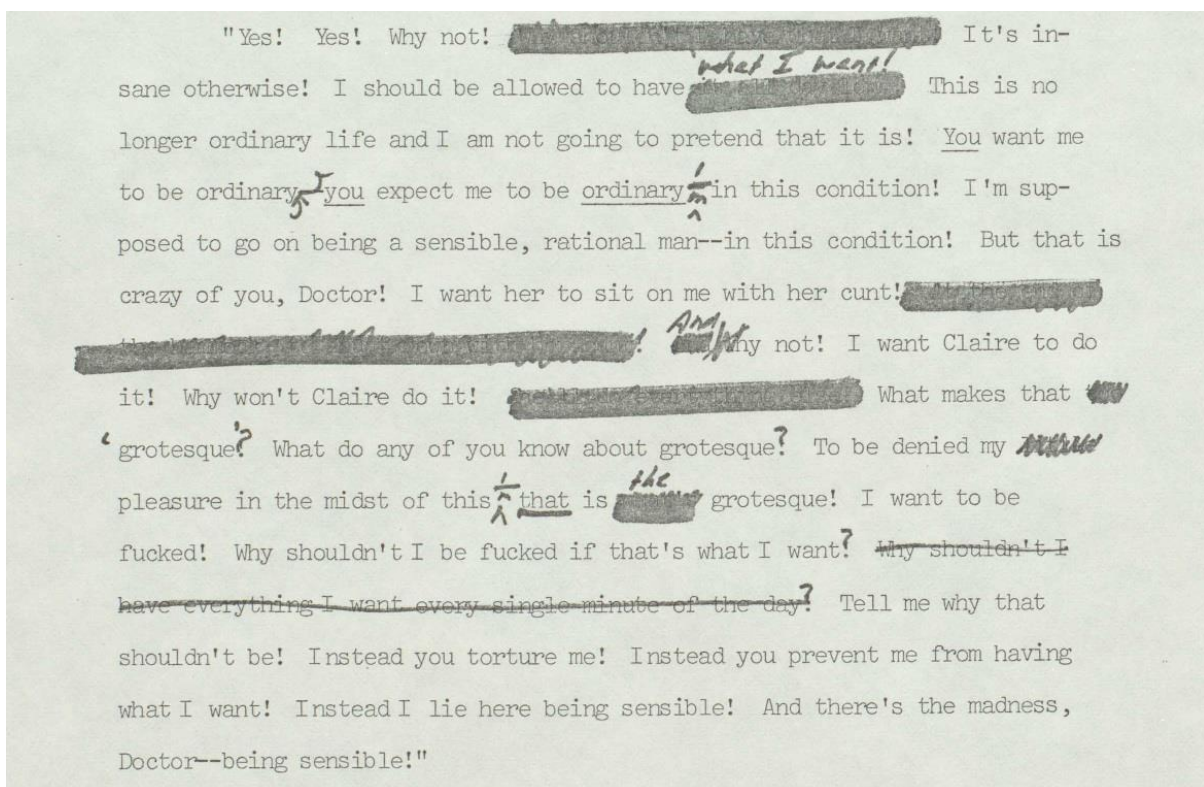 "Yes! Yes! Why not! It's in-
what I want!
sane otherwise! I should be allowed to have This is no
longer ordinary life and I am not going to pretend that it is! You want me
to be ordinary, you expect me to be ordinary in this condition! I'm sup-
posed to go on being a sensible, rational man--in this condition! But that is
crazy of you, Doctor! I want her to sit on me with her cunt!
And
! why not! I want Claire to do
it! Why won't Claire do it! What makes that
'grotesque'? What do any of you know about grotesque? To be denied my
the
pleasure in the midst of this that is grotesque! I want to be
fucked! Why shouldn't I be fucked if that's what I want? Why shouldn't I
have everything I want every single minute of the day? Tell me why that
shouldn't be! Instead you torture me! Instead you prevent me from having
what I want! Instead I lie here being sensible! And there's the madness,
Doctor--being sensible!"